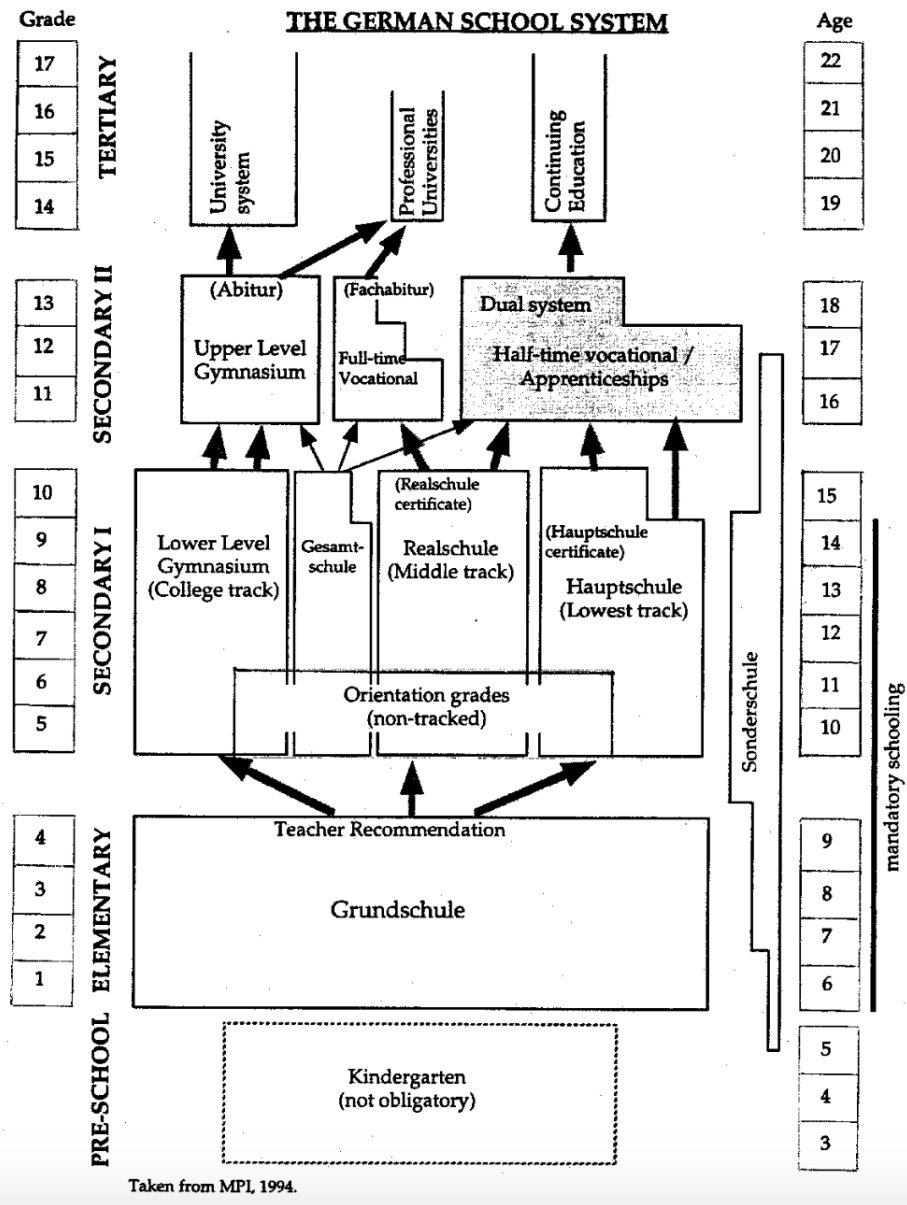 Grade
THE GERMAN SCHOOL SYSTEM
Age
17
16
15
14
TERTIARY
University
system
Professional
Universities
Continuing
Education
22
21
20
19
13
12
11
SECONDARY II
(Abitur)
Upper Level
Gymnasium
(Fachabitur)
Full-time
Vocational
Dual system
Half-time vocational /
Apprenticeships
18
17
16
10
9
8
7
6
5
SECONDARY I
Lower Level
Gymnasium
(College track)
Gesamt-
schule
(Realschule
certificate)
Realschule
(Middle track)
(Hauptschule
certificate)
Hauptschule
(Lowest track)
Orientation grades
(non-tracked)
Sonderschule
15
14
13
12
11
10
mandatory schooling
4
3
2
1
ELEMENTARY
Teacher Recommendation
Grundschule
9
8
7
6
PRE-SCHOOL
Kindergarten
(not obligatory)
5
4
3
Taken from MPI, 1994.